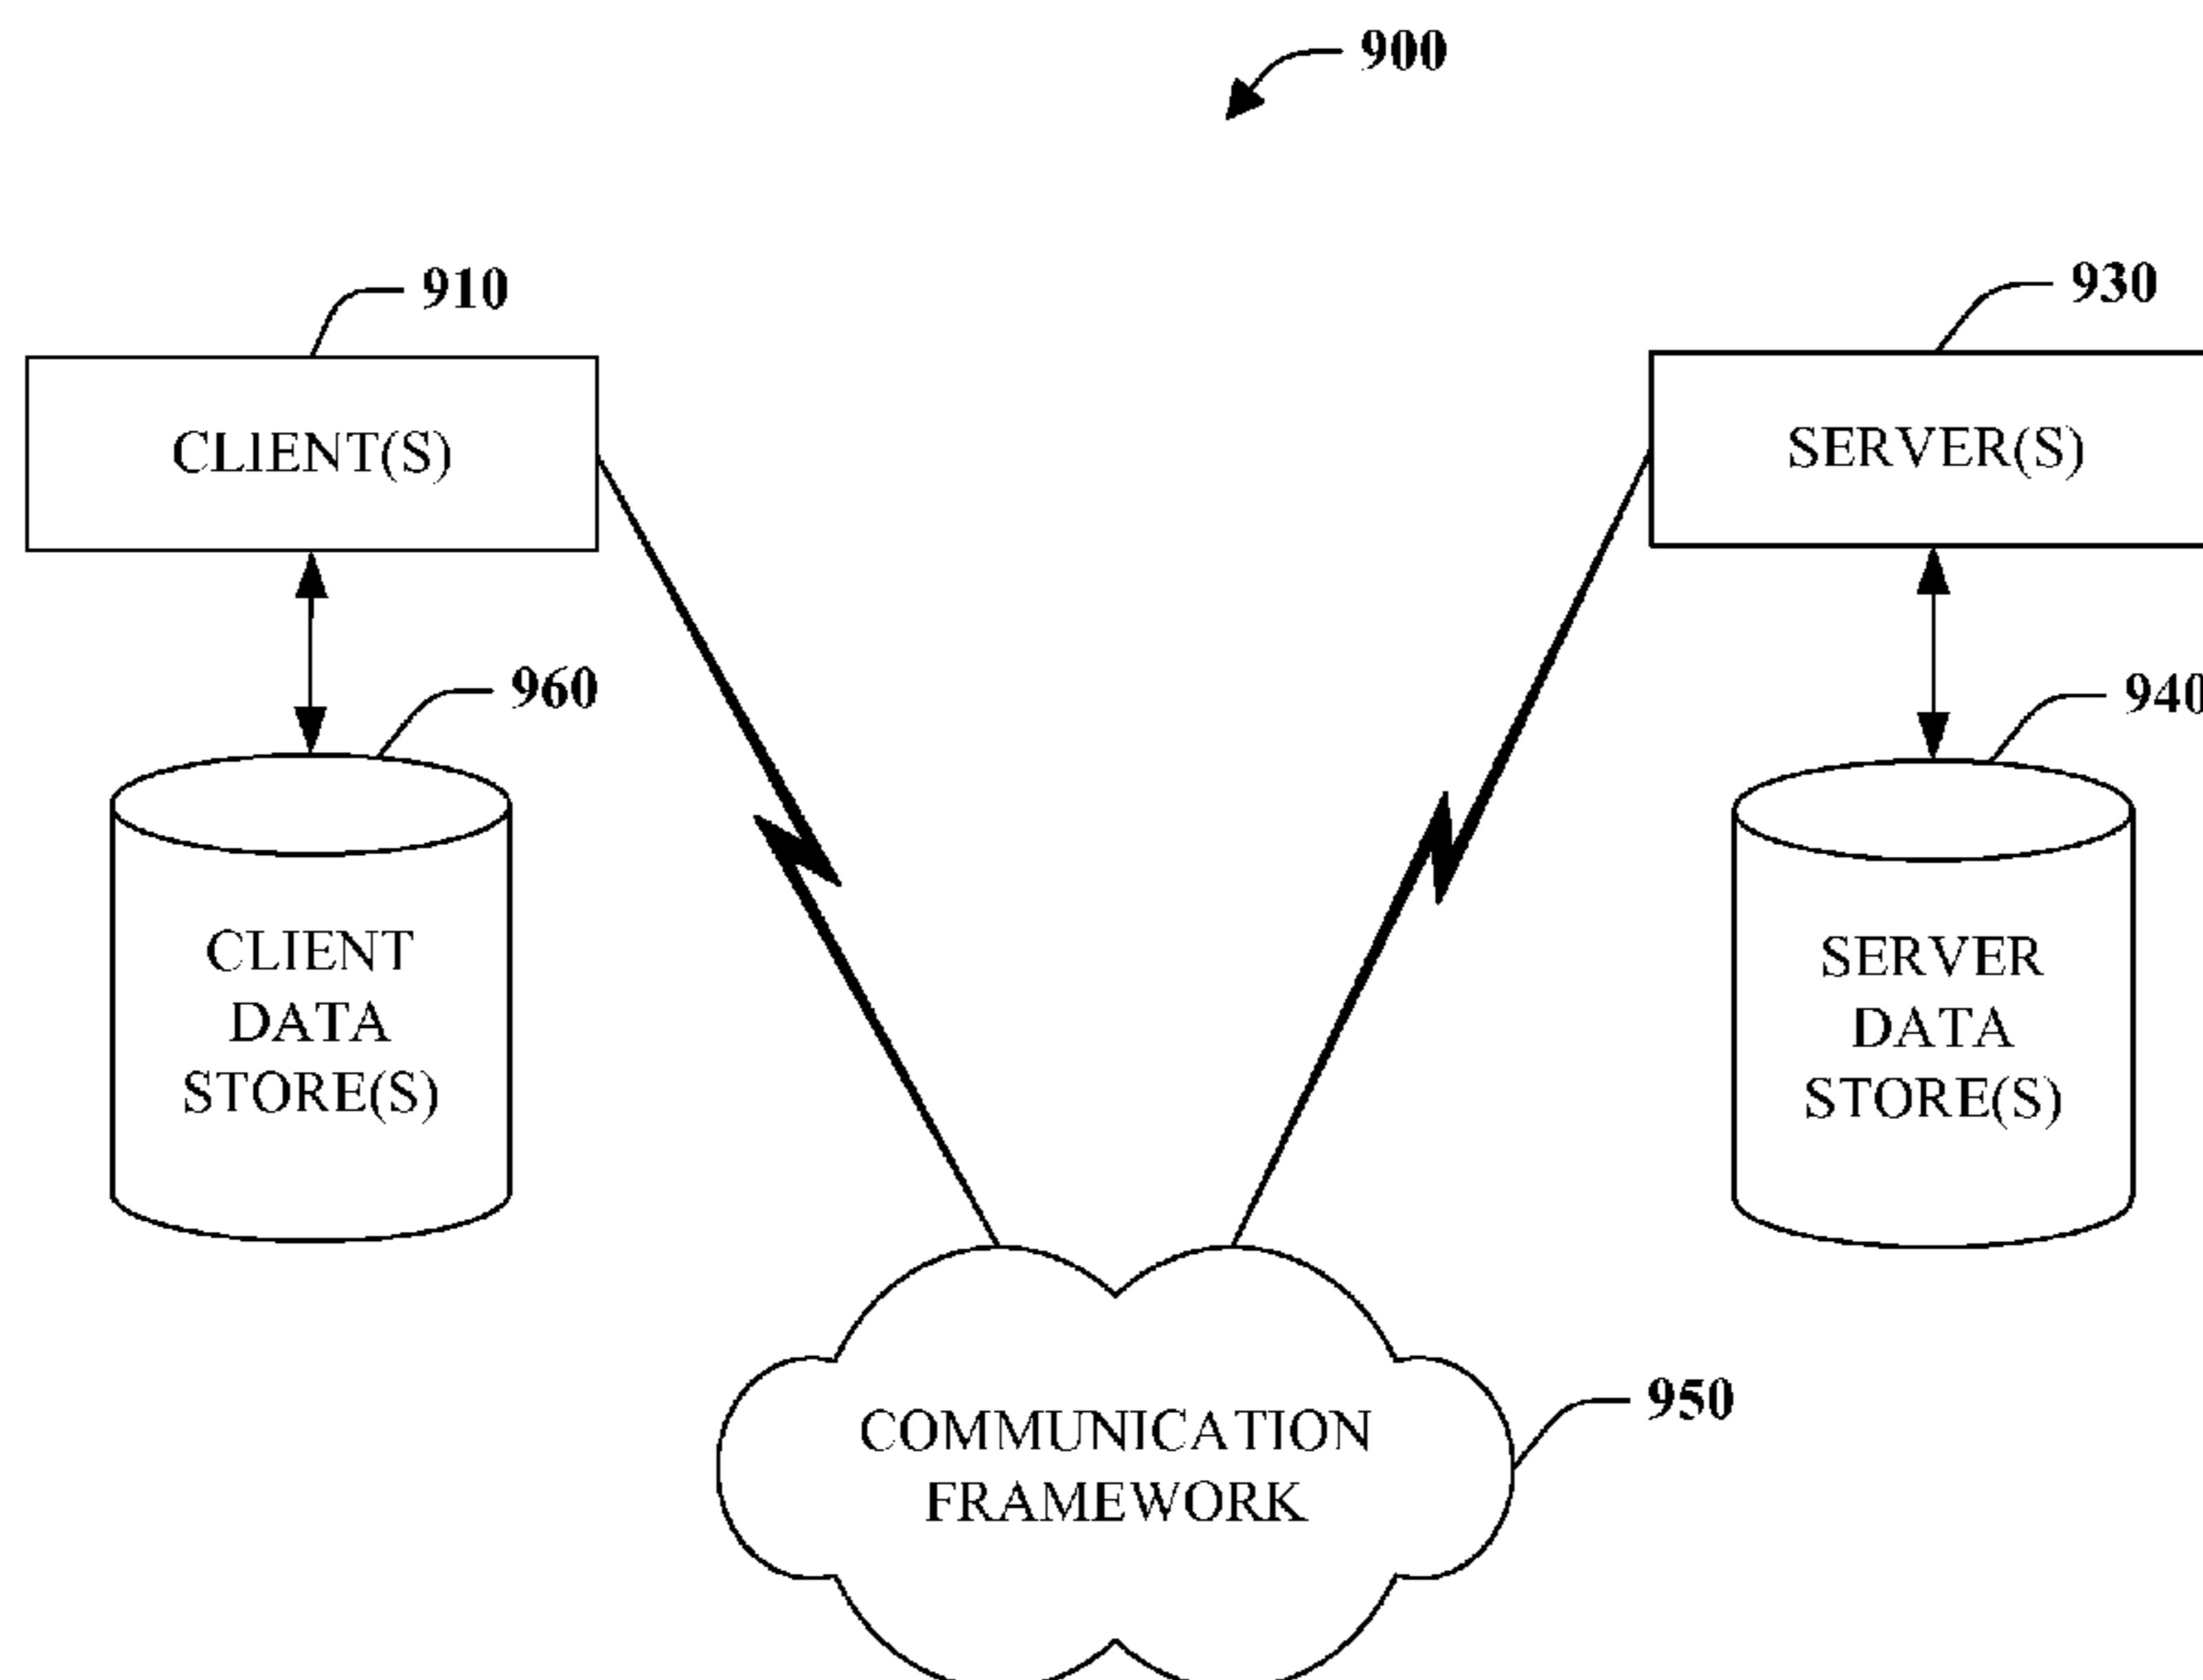 900
910
930
CLIENT(S)
SERVER(S)
960
940
CLIENT
DATA
STORE(S)
SERVER
DATA
STORE(S)
950
COMMUNICATION
FRAMEWORK